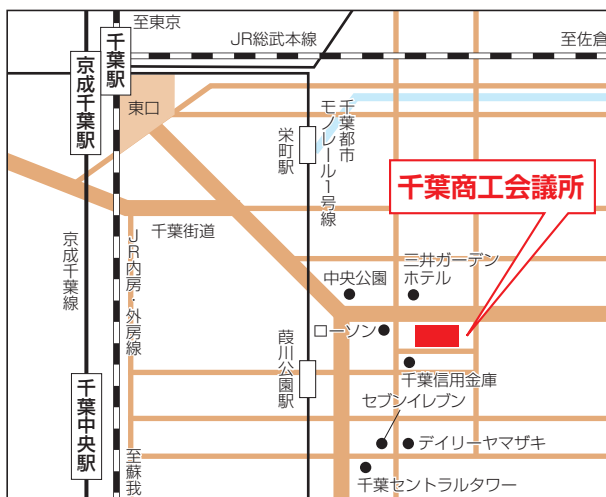 至東京
JR総武本線
至佐倉
千葉駅
京成千葉駅
東口
栄町駅
千葉都市
モノレール1号線
千葉商工会議所
千葉街道
京成千葉線
JR内房・外房線
三井ガーデン
ホテル
中央公園
ローソン
葭川公園駅
千葉信用金庫
セブンイレブン
デイリーヤマザキ
千葉中央駅
至蘇我
千葉セントラルタワー